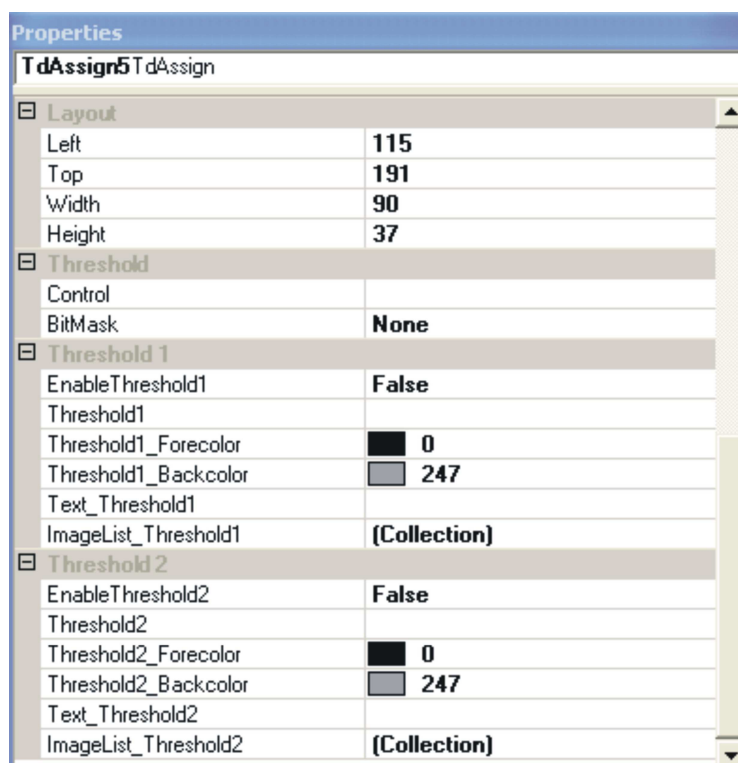 Properties
TdAssign5TdAssign
Layout
Left 115
Top 191
Width 90
Height 37
Threshold
Control
BitMask None
Threshold 1
EnableThreshold1 False
Threshold1
Threshold1_Forecolor 0
Threshold1_Backcolor 247
Text_Threshold1
ImageList_Threshold1 (Collection)
Threshold 2
EnableThreshold2 False
Threshold2
Threshold2_Forecolor 0
Threshold2_Backcolor 247
Text_Threshold2
ImageList_Threshold2 (Collection)